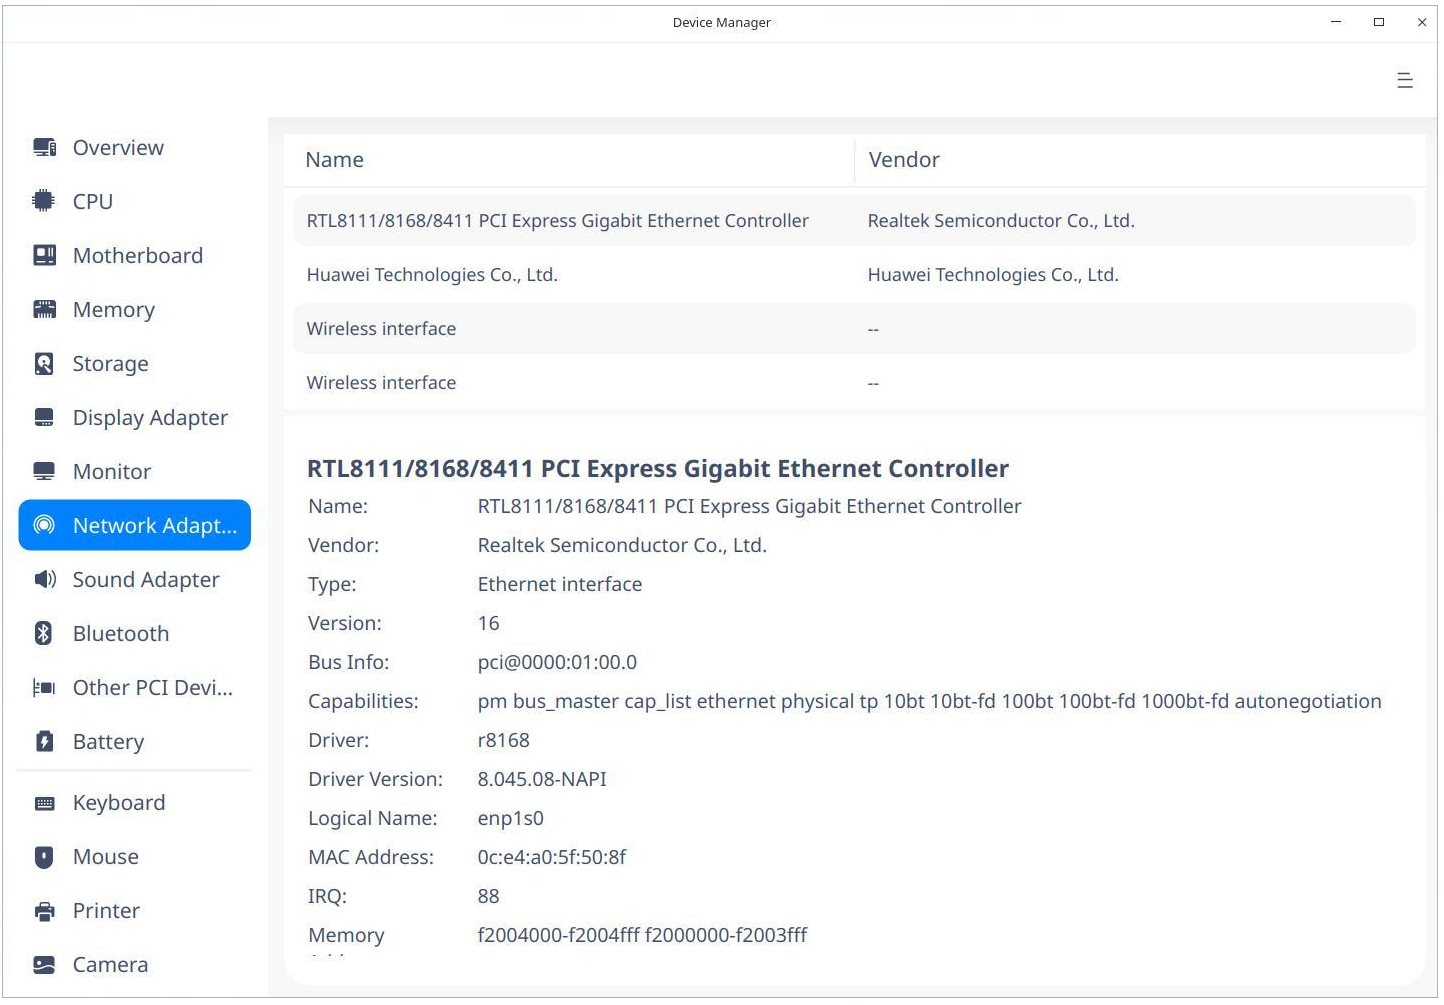 Device Manager
Overview
CPU
Motherboard
Memory
Storage
Display Adapter
Monitor
Network Adapt...
Sound Adapter
Bluetooth
Other PCI Devi...
Battery
Keyboard
Mouse
Printer
Camera
Name Vendor
RTL8111/8168/8411 PCI Express Gigabit Ethernet Controller Realtek Semiconductor Co., Ltd.
Huawei Technologies Co., Ltd. Huawei Technologies Co., Ltd.
Wireless interface --
Wireless interface --
RTL8111/8168/8411 PCI Express Gigabit Ethernet Controller
Name: RTL8111/8168/8411 PCI Express Gigabit Ethernet Controller
Vendor: Realtek Semiconductor Co., Ltd.
Type: Ethernet interface
Version: 16
Bus Info: pci@0000:01:00.0
Capabilities: pm bus_master cap_list ethernet physical tp 10bt 10bt-fd 100bt 100bt-fd 1000bt-fd autonegotiation
Driver: r8168
Driver Version: 8.045.08-NAPI
Logical Name: enp1s0
MAC Address: 0c:e4:a0:5f:50:8f
IRQ: 88
Memory f2004000-f2004fff f2000000-f2003fff